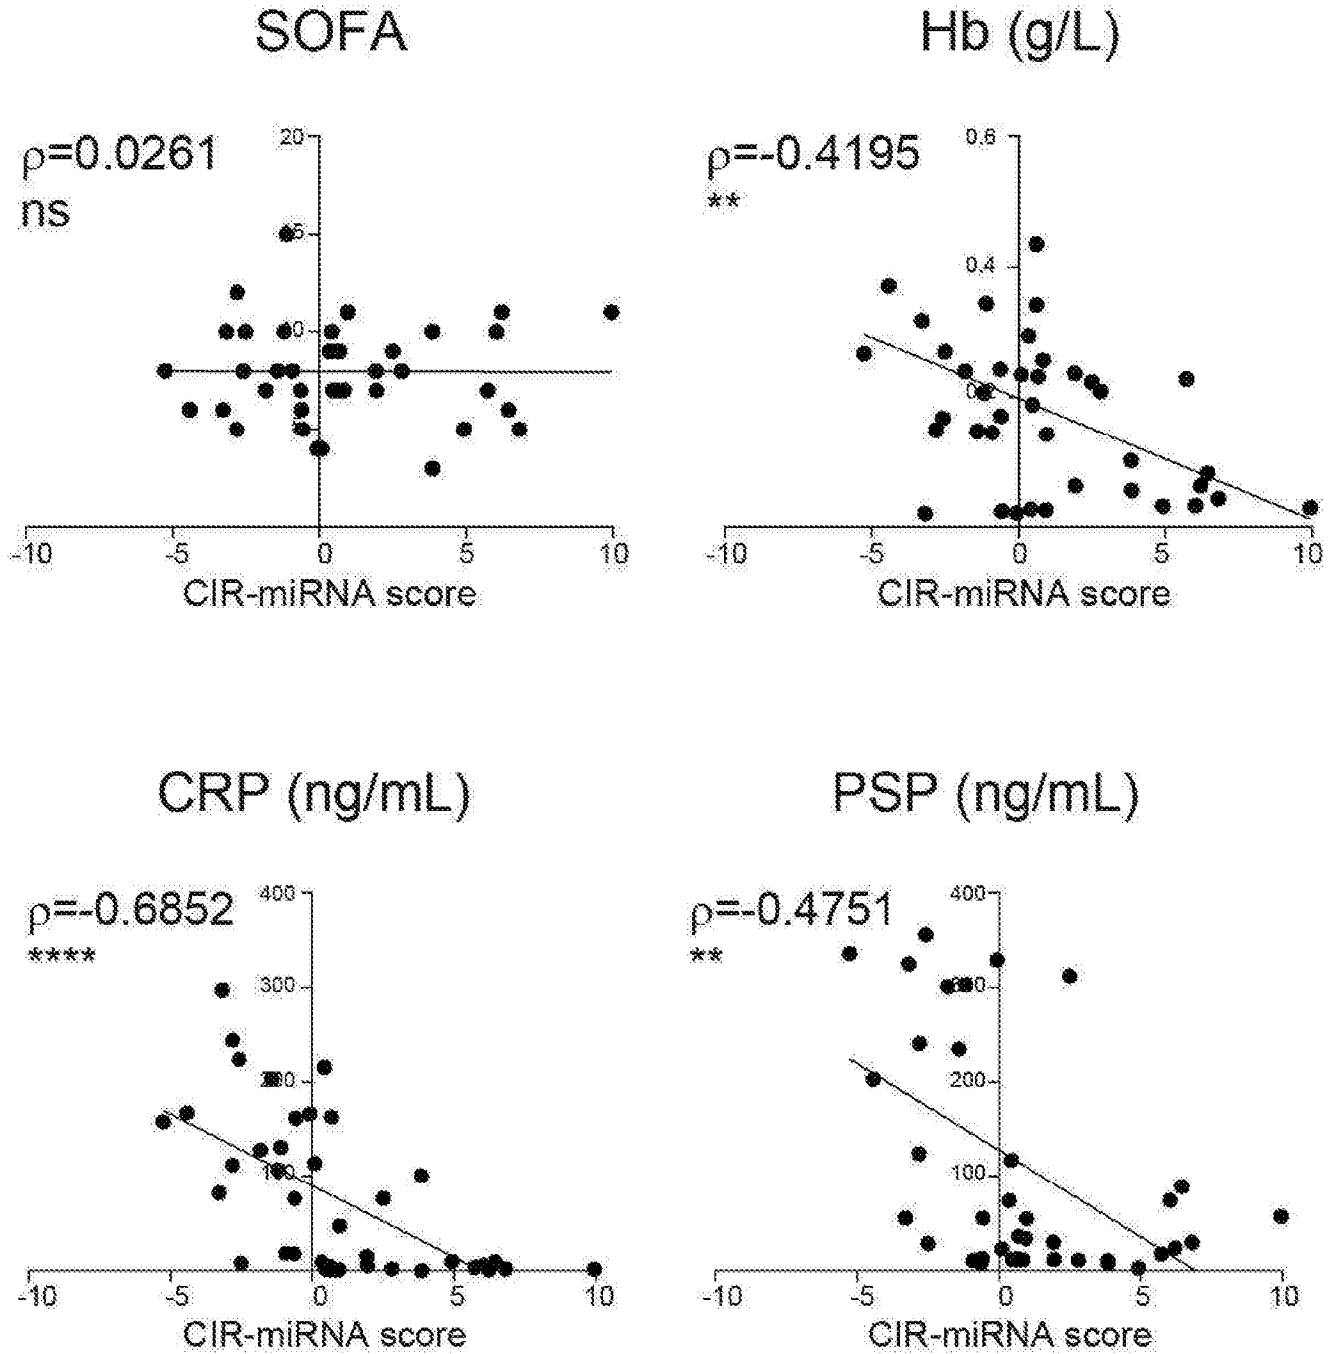 SOFA
ρ=0.0261
ns
20
5
0
-10
-5
0
5
10
CIR-miRNA score
Hb (g/L)
ρ=-0.4195
**
0.6
0.4
-10
-5
0
5
10
CIR-miRNA score
CRP (ng/mL)
ρ=-0.6852
****
400
300
-10
-5
0
5
10
CIR-miRNA score
PSP (ng/mL)
ρ=-0.4751
**
400
200
100
-10
-5
0
5
10
CIR-miRNA score